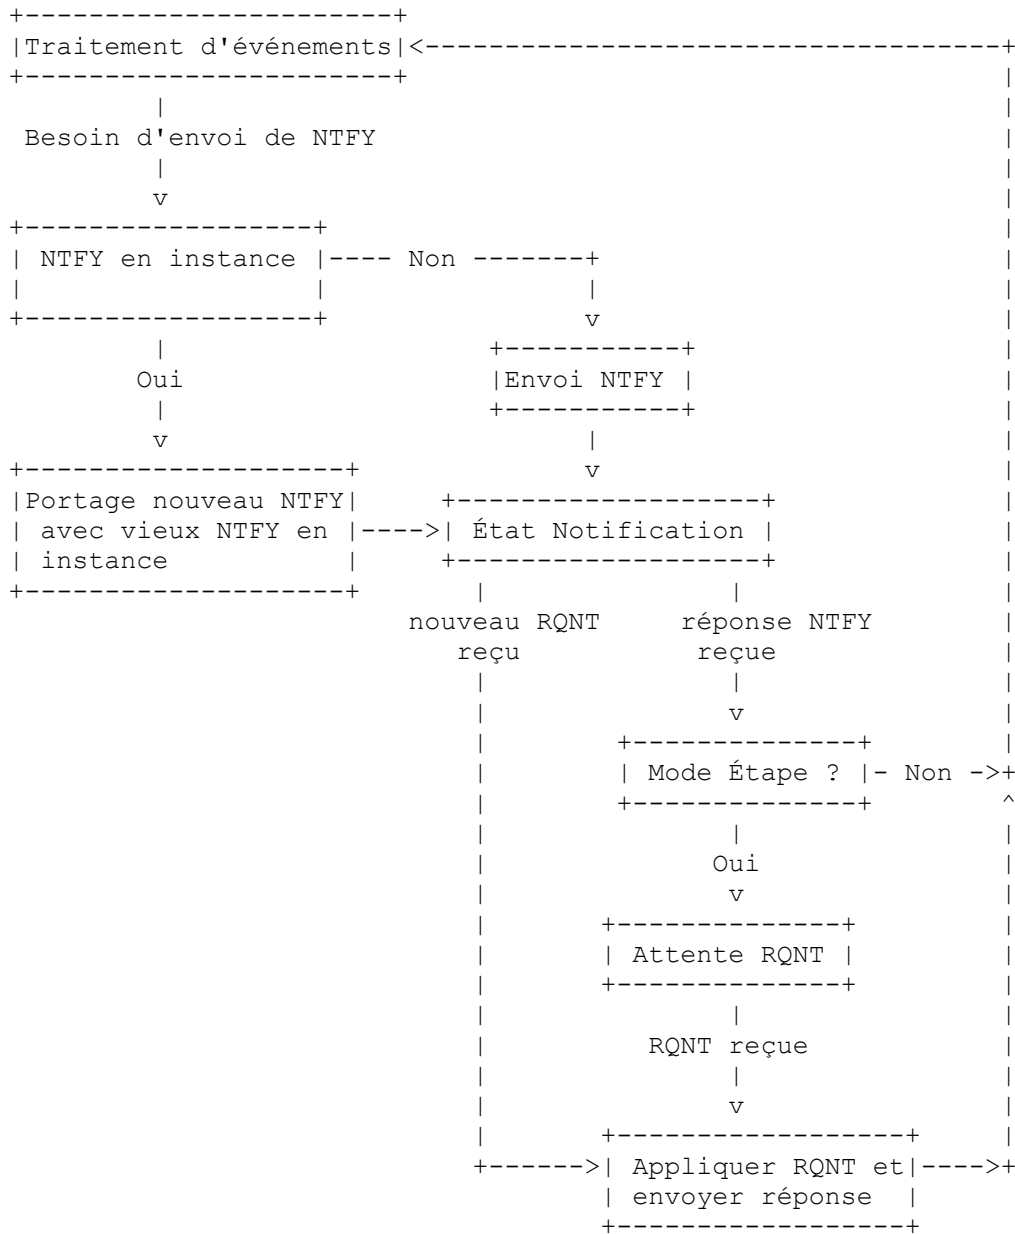 Traitement d'événements
Besoin d'envoi de NTFY
NTFY en instance
Non
Oui
Envoi NTFY
Portage nouveau NTFY
avec vieux NTFY en
instance
État Notification
nouveau RQNT
reçu
réponse NTFY
reçue
Mode Étape ?
Non
Oui
Attente RQNT
RQNT reçue
Appliquer RQNT et
envoyer réponse